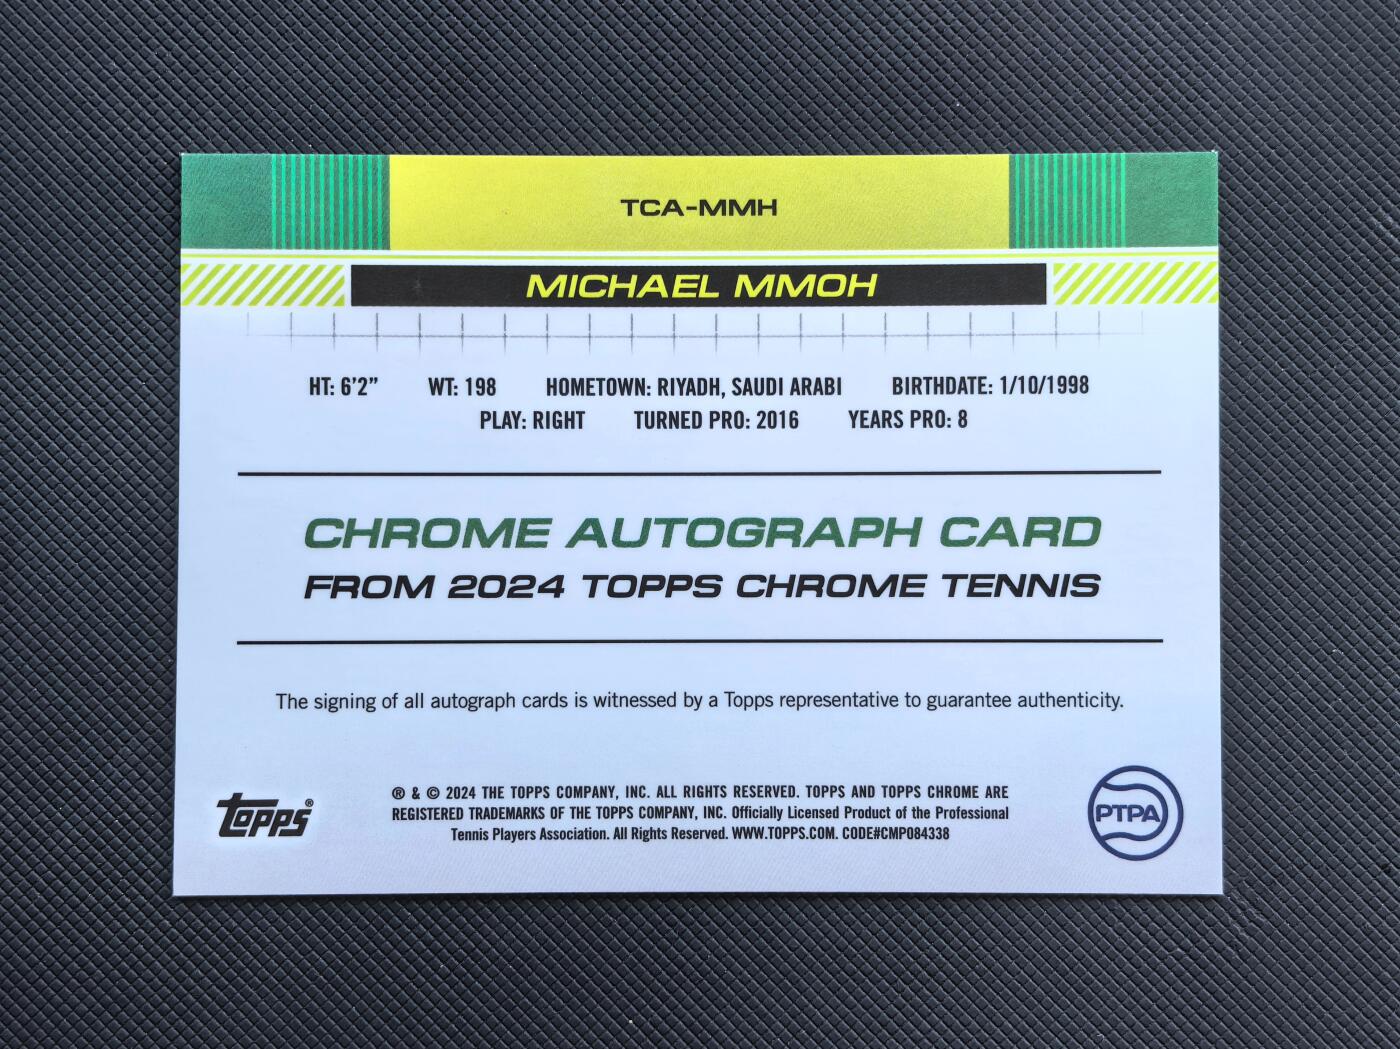 TCA-MMH
MICHAEL MMOH
HT: 6'2" WT: 198 HOMETOWN: RIYADH, SAUDI ARABI BIRTHDATE: 1/10/1998
PLAY: RIGHT TURNED PRO: 2016 YEARS PRO: 8
CHROME AUTOGRAPH CARD
FROM 2024 TOPPS CHROME TENNIS
The signing of all autograph cards is witnessed by a Topps representative to guarantee authenticity.
Topps®
® & © 2024 THE TOPPS COMPANY, INC. ALL RIGHTS RESERVED. TOPPS AND TOPPS CHROME ARE
REGISTERED TRADEMARKS OF THE TOPPS COMPANY, INC. Officially Licensed Product of the Professional
Tennis Players Association. All Rights Reserved. WWW.TOPPS.COM. CODE#CMP084338
PTPA